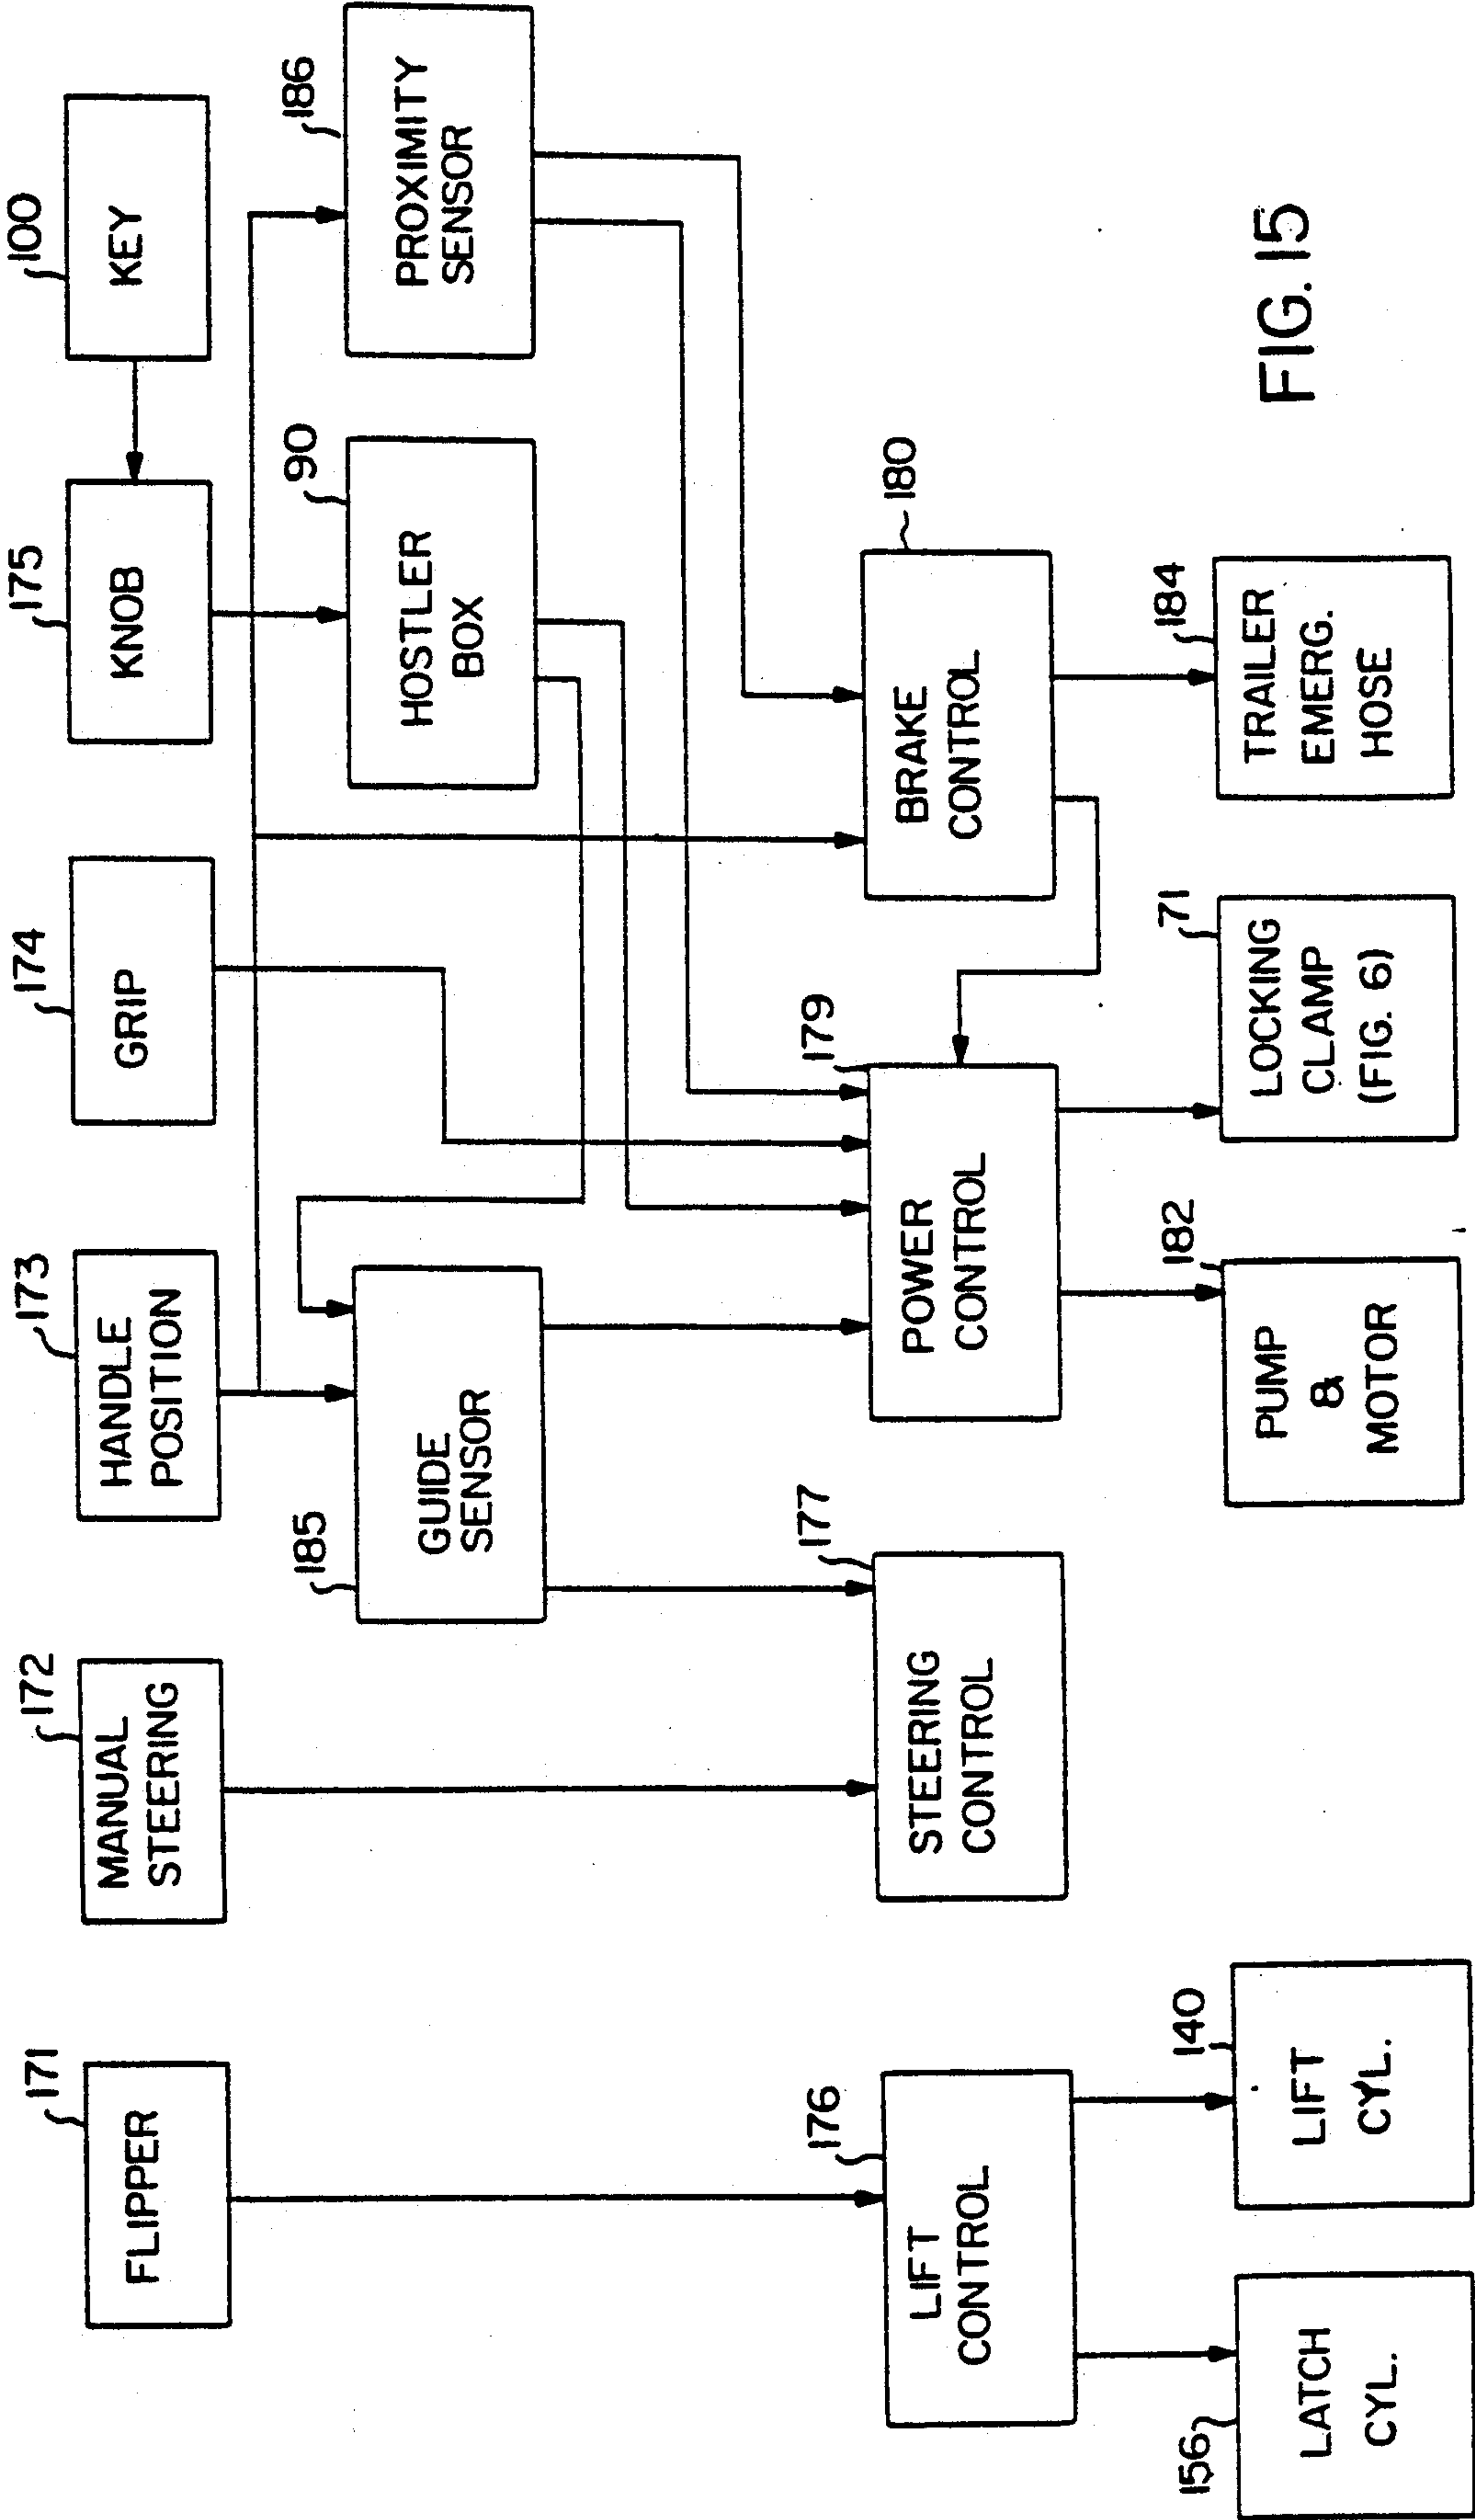 171
FLIPPER
172
MANUAL
STEERING
173
HANDLE
POSITION
174
GRIP
175
KNOB
100
KEY
185
GUIDE
SENSOR
90
HOSTLER
BOX
186
PROXIMITY
SENSOR
176
LIFT
CONTROL
177
STEERING
CONTROL
179
POWER
CONTROL
180
BRAKE
CONTROL
156
LATCH
CYL.
140
LIFT
CYL.
182
PUMP
&
MOTOR
71
LOCKING
CLAMP
(FIG. 6)
184
TRAILER
EMERG.
HOSE
FIG. 15